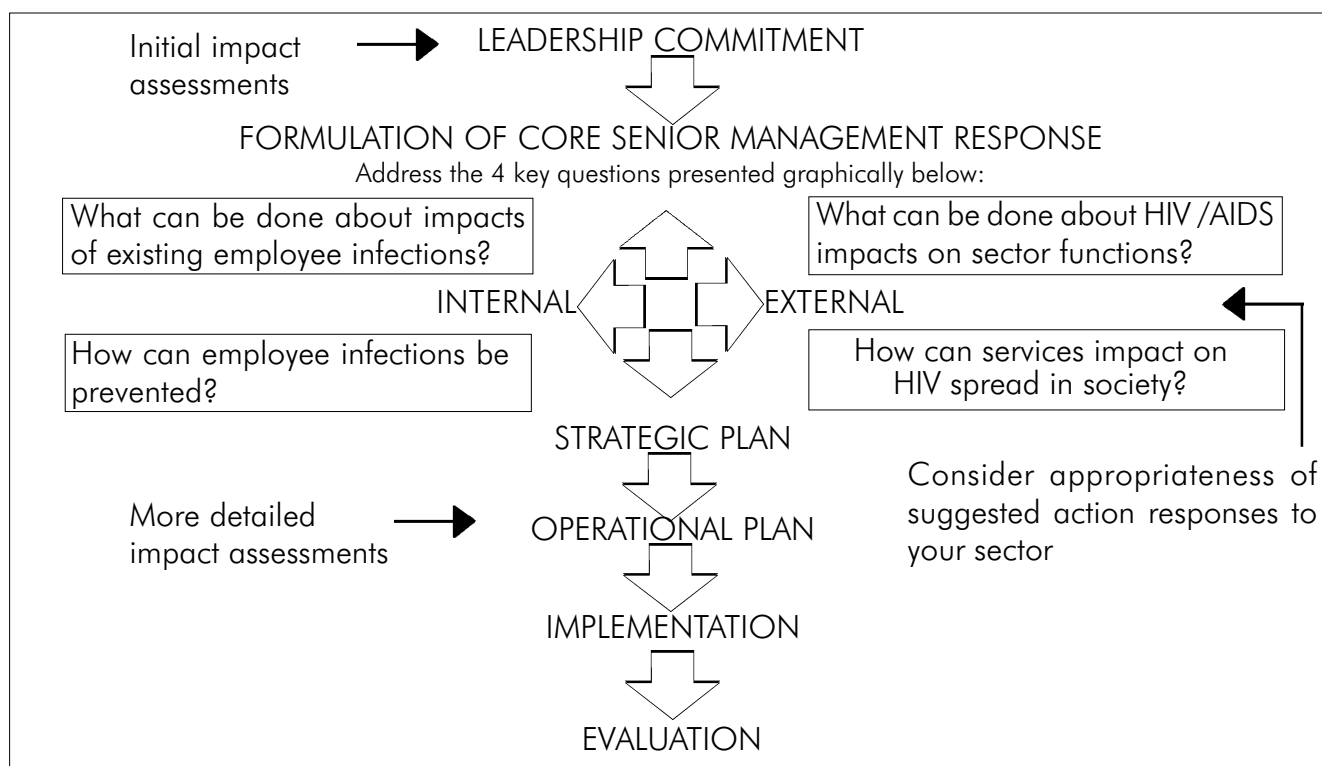 Initial impact
assessments
LEADERSHIP COMMITMENT
FORMULATION OF CORE SENIOR MANAGEMENT RESPONSE
Address the 4 key questions presented graphically below:
What can be done about impacts
of existing employee infections?
What can be done about HIV /AIDS
impacts on sector functions?
INTERNAL
EXTERNAL
How can employee infections be
prevented?
How can services impact on
HIV spread in society?
STRATEGIC PLAN
Consider appropriateness of
suggested action responses to
your sector
More detailed
impact assessments
OPERATIONAL PLAN
IMPLEMENTATION
EVALUATION